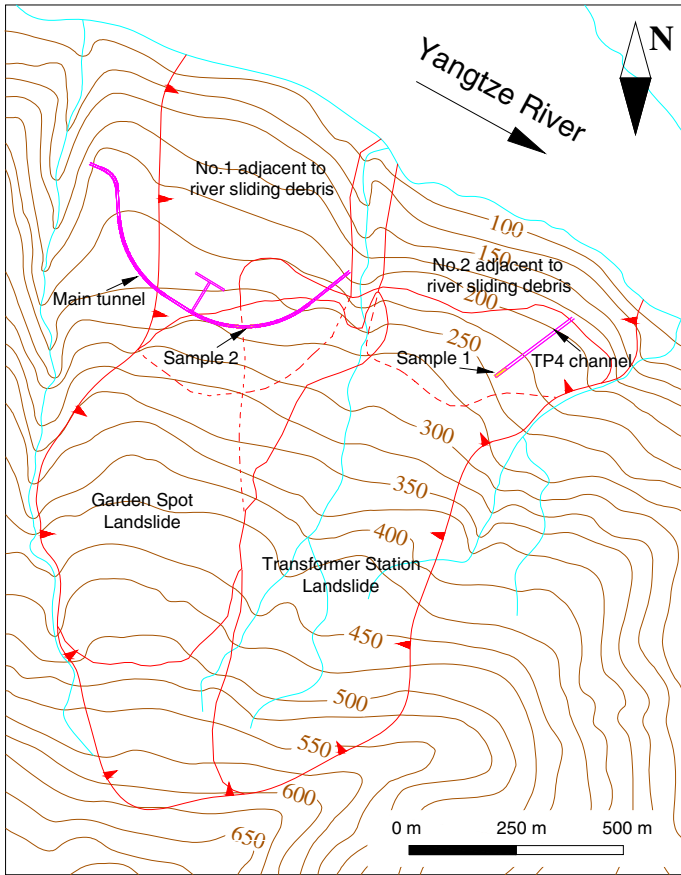 N
Yangtze River
No.1 adjacent to
river sliding debris
100
150
No.2 adjacent to
river sliding debris
200
Main tunnel
250
Sample 2
Sample 1
TP4 channel
300
350
Garden Spot
Landslide
400
Transformer Station
Landslide
450
500
550
600
650
0 m
250 m
500 m